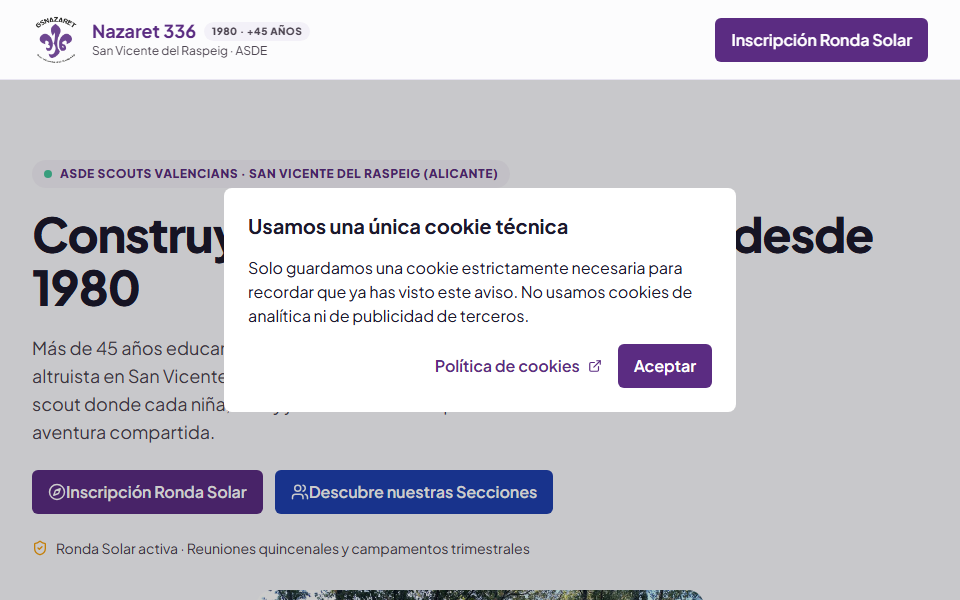 GSNAZARET
Nazaret 336
1980 · +45 AÑOS
San Vicente del Raspeig · ASDE
Inscripción Ronda Solar
ASDE SCOUTS VALENCIANS · SAN VICENTE DEL RASPEIG (ALICANTE)
desde
1980
Usamos una única cookie técnica
Solo guardamos una cookie estrictamente necesaria para
recordar que ya has visto este aviso. No usamos cookies de
analítica ni de publicidad de terceros.
Política de cookies
Aceptar
Más de 45 años
altruista en San Vicente
scout donde cada niña,
aventura compartida.
Inscripción Ronda Solar
Descubre nuestras Secciones
Ronda Solar activa · Reuniones quincenales y campamentos trimestrales